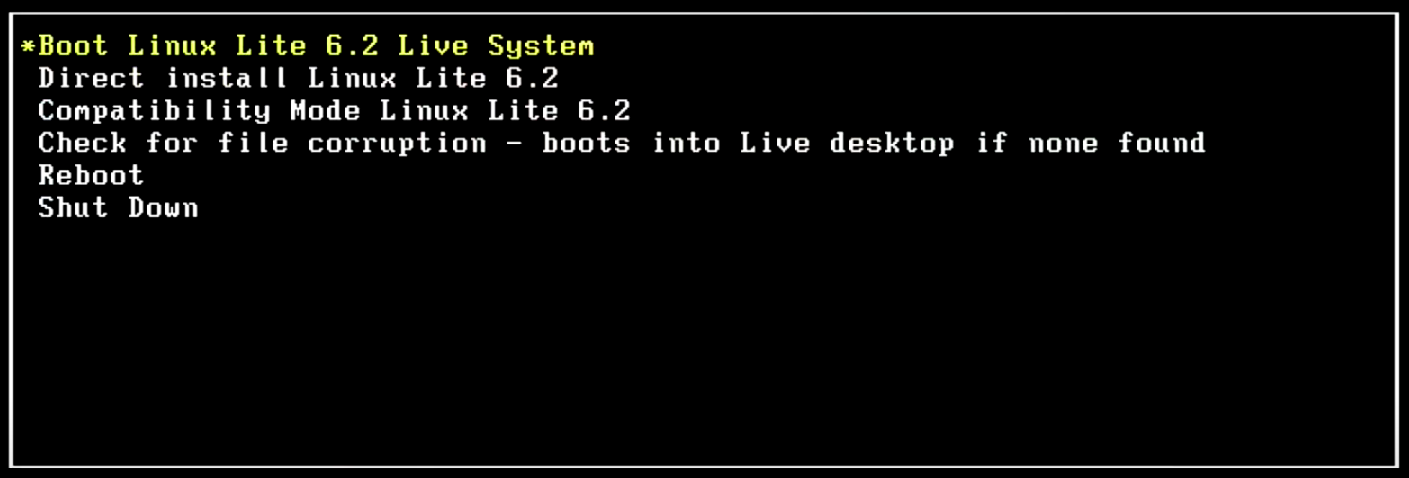 *Boot Linux Lite 6.2 Live System
Direct install Linux Lite 6.2
Compatibility Mode Linux Lite 6.2
Check for file corruption - boots into Live desktop if none found
Reboot
Shut Down